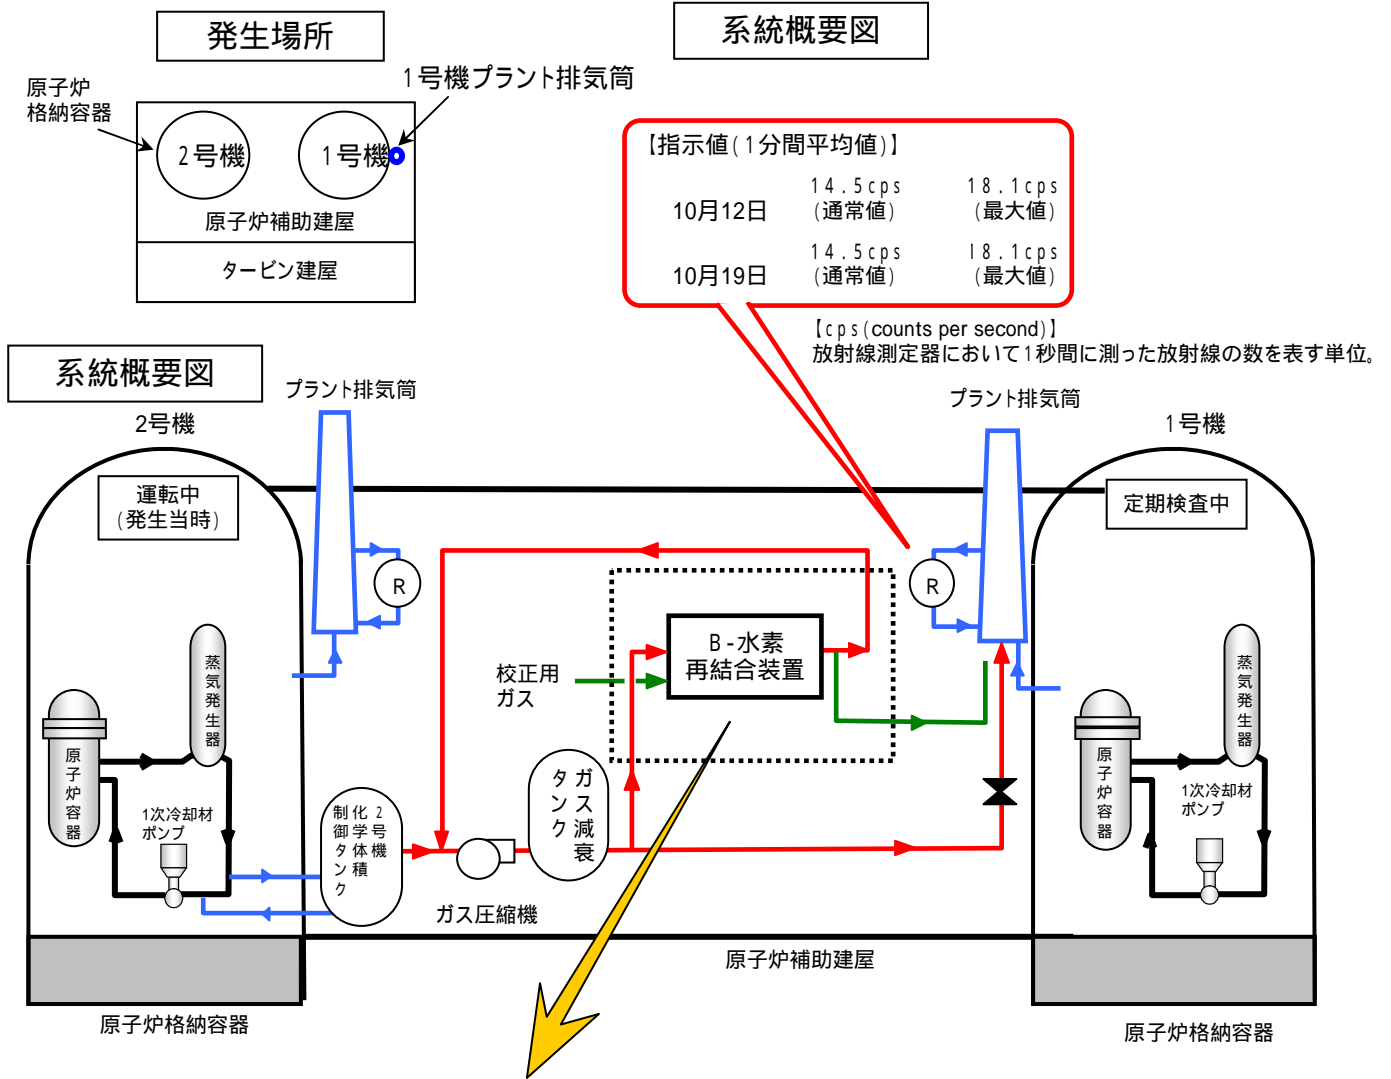 発生場所
系統概要図
原子炉
格納容器
1号機プラント排気筒
2号機
1号機
原子炉補助建屋
タービン建屋
【指示値(1分間平均値)】
10月12日
14.5cps
(通常値)
18.1cps
(最大値)
10月19日
14.5cps
(通常値)
18.1cps
(最大値)
【cps(counts per second)】
放射線測定器において1秒間に測った放射線の数を表す単位。
系統概要図
プラント排気筒
プラント排気筒
2号機
1号機
運転中
(発生当時)
定期検査中
R
R
B-水素
再結合装置
校正用
ガス
蒸気発生器
原子炉容器
1次冷却材
ポンプ
2号機
化学体積
制御タンク
ガス減衰
タンク
ガス圧縮機
蒸気発生器
原子炉容器
1次冷却材
ポンプ
原子炉補助建屋
原子炉格納容器
原子炉格納容器